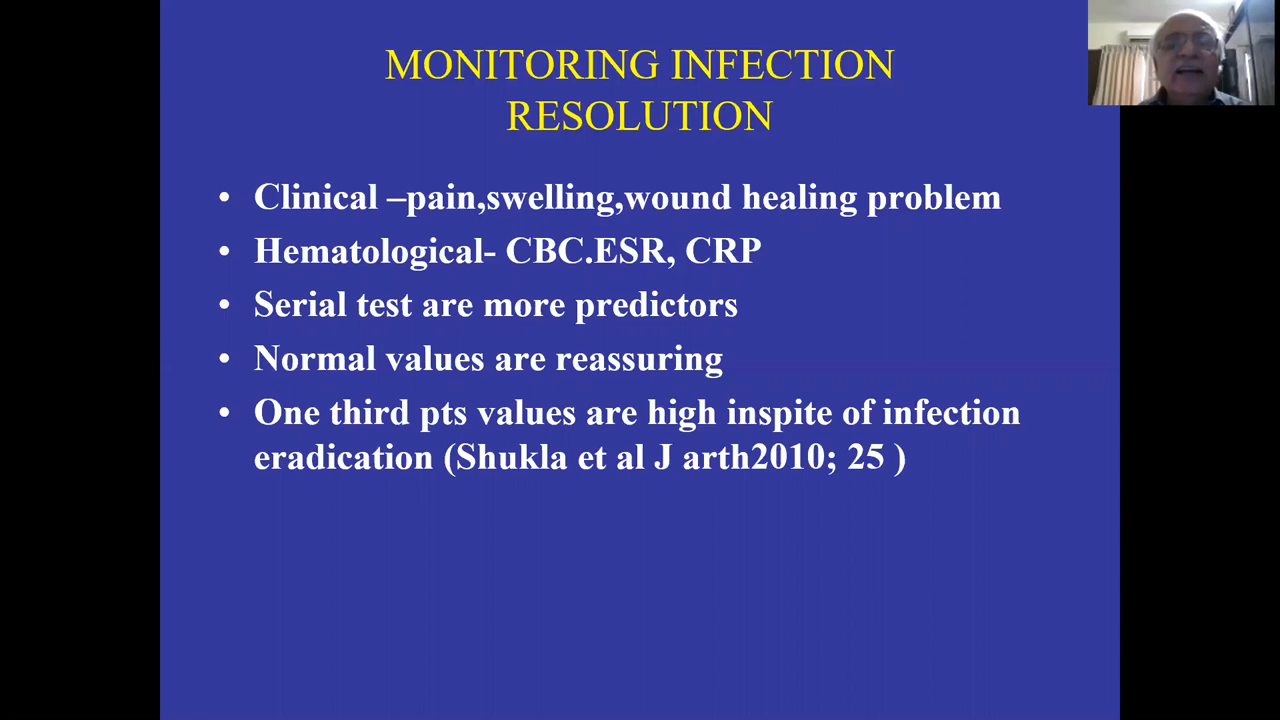 MONITORING INFECTION
RESOLUTION
• Clinical –pain,swelling,wound healing problem
• Hematological- CBC.ESR, CRP
• Serial test are more predictors
• Normal values are reassuring
• One third pts values are high inspite of infection
eradication (Shukla et al J arth2010; 25 )